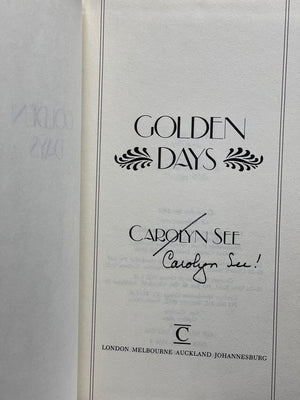 GOLDEN
DAYS
CAROLYN SEE
Carolyn See!
C
LONDON MELBOURNE AUCKLAND JOHANNESBURG